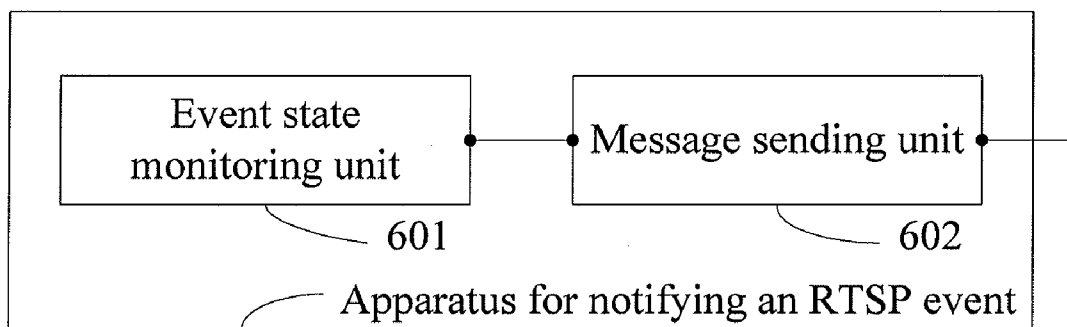 Event state
monitoring unit
Message sending unit
601
602
Apparatus for notifying an RTSP event